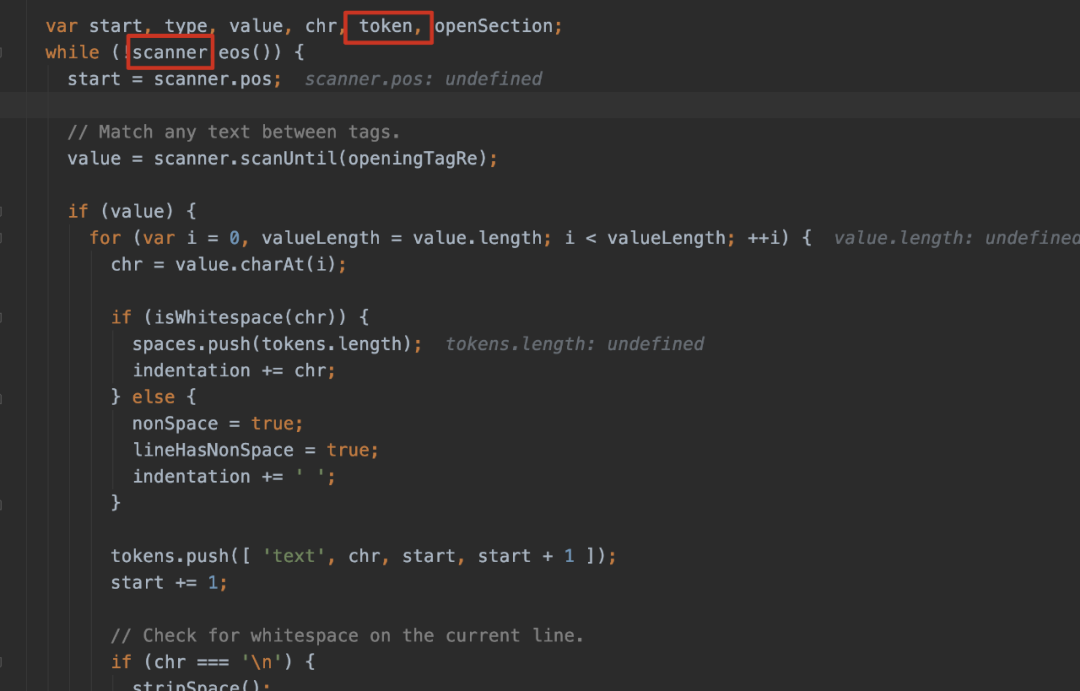 var start, type, value, chr, token, openSection;
while (!scanner.eos()) {
start = scanner.pos; scanner.pos: undefined
// Match any text between tags.
value = scanner.scanUntil(openingTagRe);
if (value) {
for (var i = 0, valueLength = value.length; i < valueLength; ++i) { value.length: undefined
chr = value.charAt(i);
if (isWhitespace(chr)) {
spaces.push(tokens.length); tokens.length: undefined
indentation += chr;
} else {
nonSpace = true;
lineHasNonSpace = true;
indentation += ' ';
}
tokens.push([ 'text', chr, start, start + 1 ]);
start += 1;
// Check for whitespace on the current line.
if (chr === '\n') {
stripSpace();